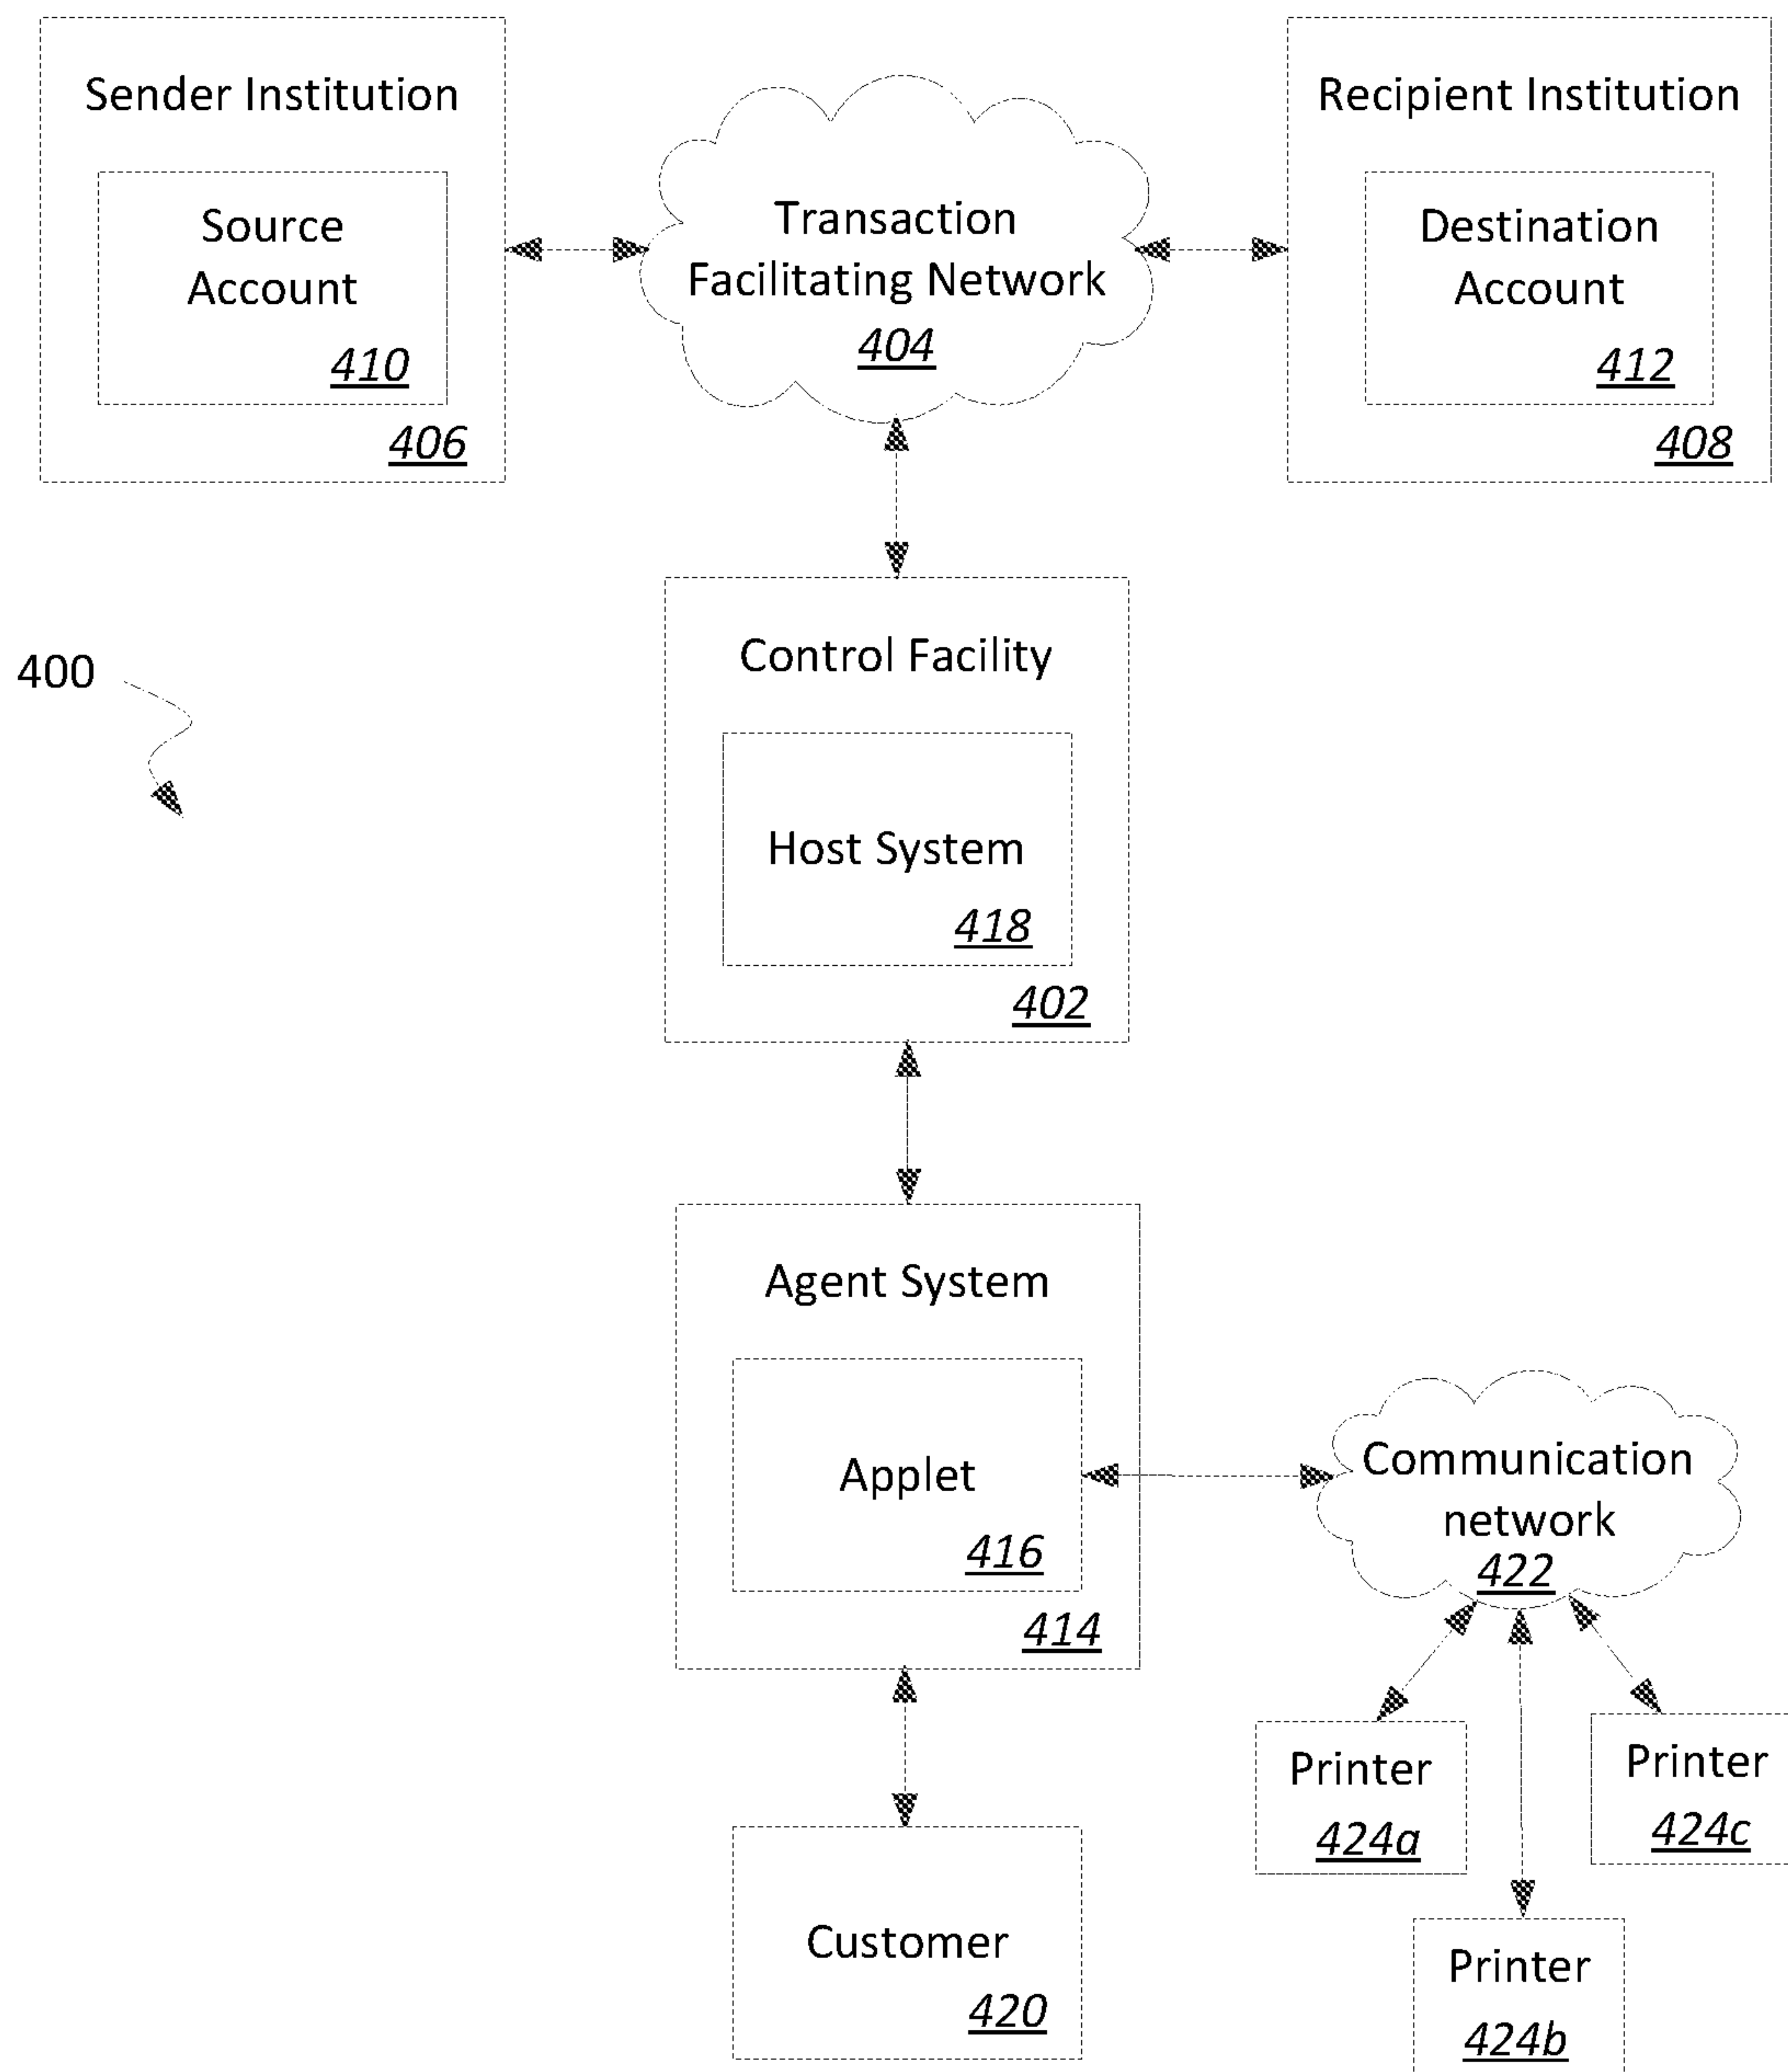 Sender Institution
Source
Account
410
406
Transaction
Facilitating Network
404
Recipient Institution
Destination
Account
412
408
400
Control Facility
Host System
418
402
Agent System
Applet
416
414
Communication
network
422
Printer
424a
Printer
424c
Printer
424b
Customer
420